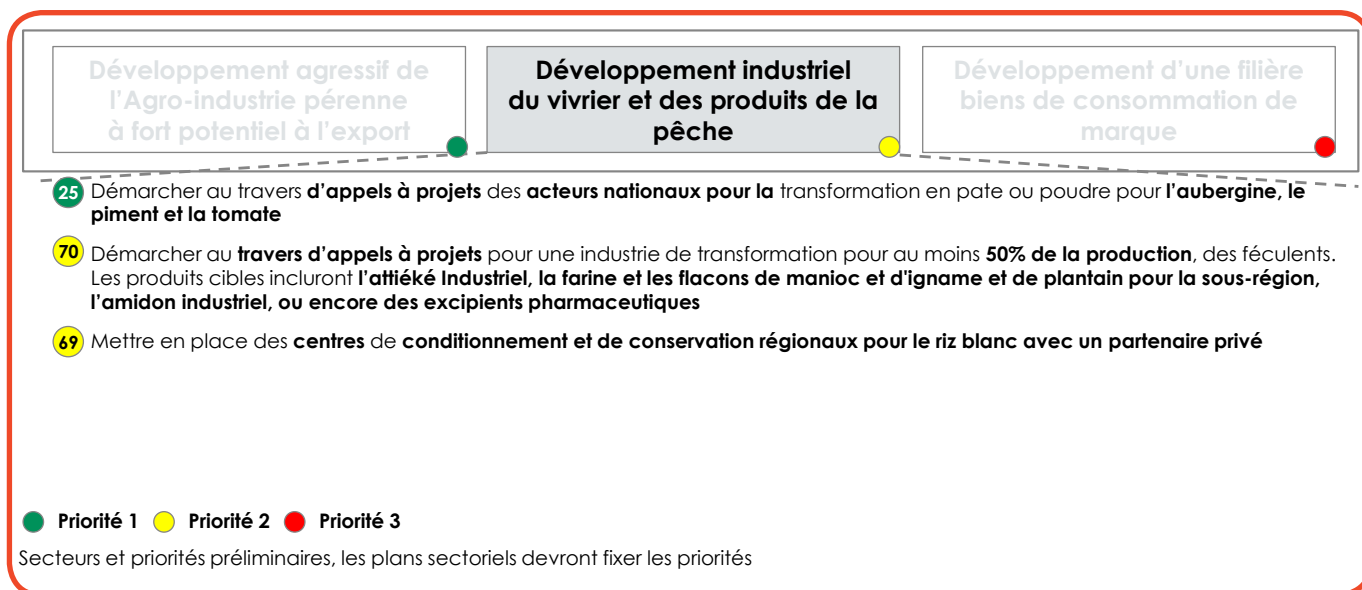 Développement agressif de
l'Agro-industrie pérenne
à fort potentiel à l'export
Développement industriel
du vivrier et des produits de la
pêche
Développement d'une filière
biens de consommation de
marque
25 Démarcher au travers d'appels à projets des acteurs nationaux pour la transformation en pate ou poudre pour l'aubergine, le
piment et la tomate
70 Démarcher au travers d'appels à projets pour une industrie de transformation pour au moins 50% de la production, des féculents.
Les produits cibles incluront l'attiéké Industriel, la farine et les flacons de manioc et d'igname et de plantain pour la sous-région,
l'amidon industriel, ou encore des excipients pharmaceutiques
69 Mettre en place des centres de conditionnement et de conservation régionaux pour le riz blanc avec un partenaire privé
Priorité 1 Priorité 2 Priorité 3
Secteurs et priorités préliminaires, les plans sectoriels devront fixer les priorités